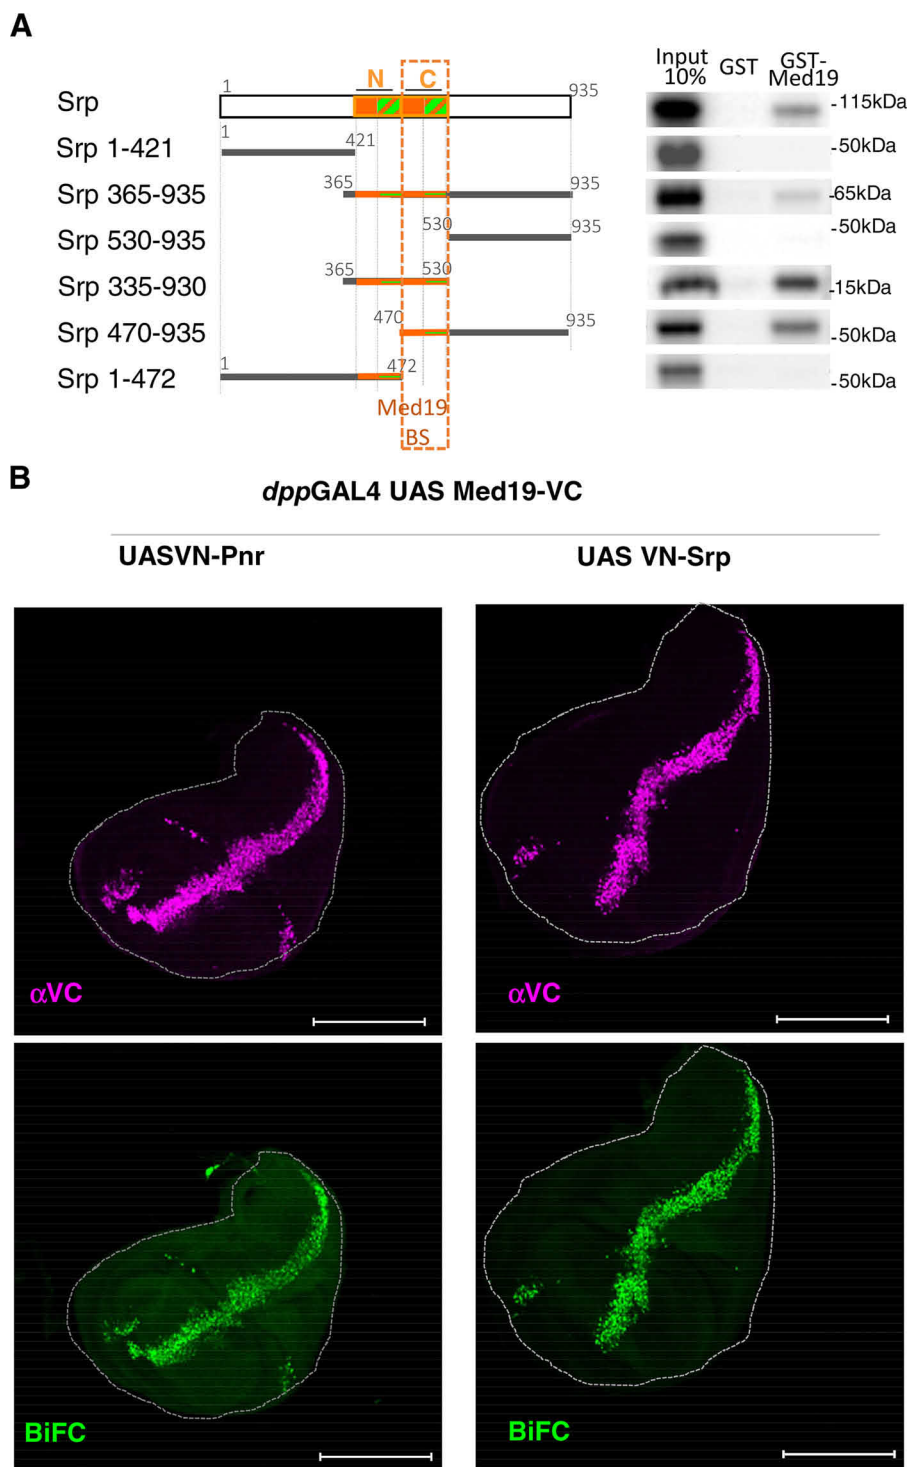 A
Input
10%
GST
GST-
Med19
N
C
1
935
Srp
-115kDa
1
421
Srp 1-421
-50kDa
365
935
Srp 365-935
-65kDa
530
935
Srp 530-935
-50kDa
365
530
Srp 335-930
-15kDa
470
935
Srp 470-935
-50kDa
1
472
Srp 1-472
-50kDa
Med19
BS
B
dppGAL4 UAS Med19-VC
UASVN-Pnr
UAS VN-Srp
αVC
αVC
BiFC
BiFC